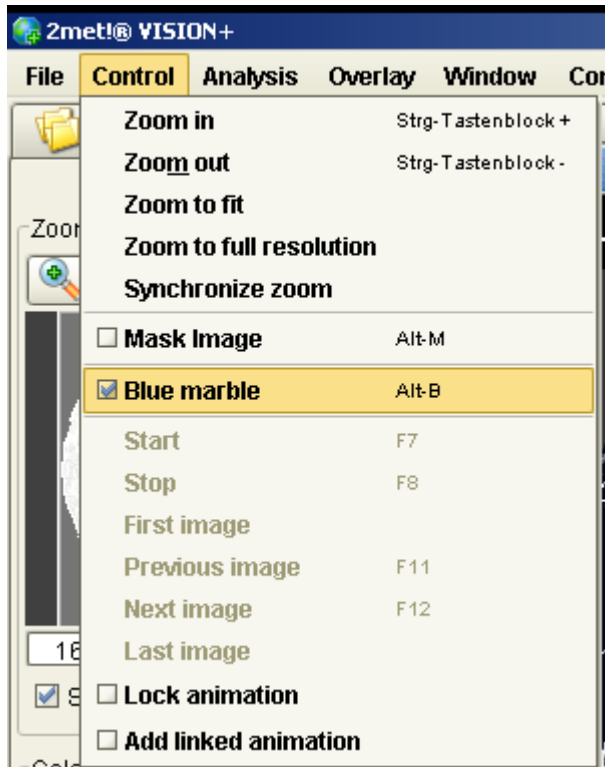 2met!® VISION+
File Control Analysis Overlay Window
Zoom in Strg-Tastenblock +
Zoom out Strg-Tastenblock -
Zoom to fit
Zoom to full resolution
Synchronize zoom
Mask Image Alt-M
Blue marble Alt-B
Start F7
Stop F8
First image
Previous image F11
Next image F12
Last image
16
Lock animation
Add linked animation